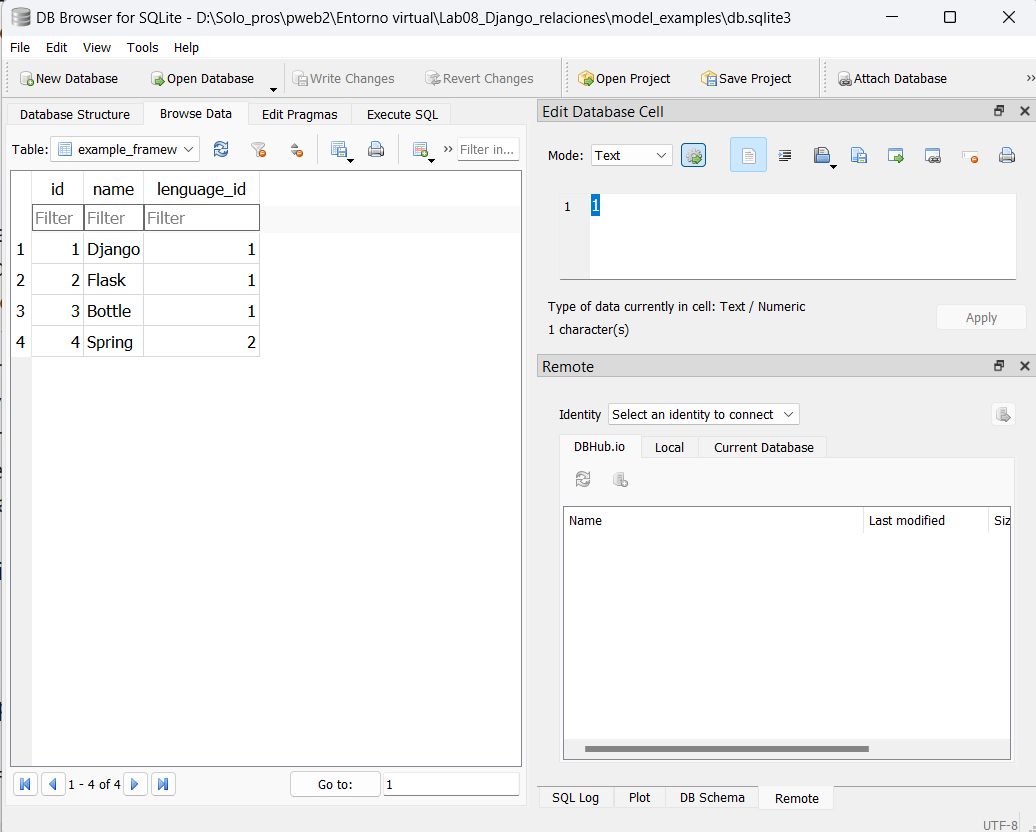 DB Browser for SQLite - D:\Solo_pros\pweb2\Entorno virtual\Lab08_Django_relaciones\model_examples\db.sqlite3
File Edit View Tools Help
New Database Open Database Write Changes Revert Changes Open Project Save Project Attach Database »
Database Structure Browse Data Edit Pragmas Execute SQL
Table: example_framew » Filter in...
id name lenguage_id
Filter Filter Filter
1 1 Django 1
2 2 Flask 1
3 3 Bottle 1
4 4 Spring 2
1 - 4 of 4 Go to: 1
Edit Database Cell
Mode: Text
1 1
Type of data currently in cell: Text / Numeric
1 character(s)
Apply
Remote
Identity Select an identity to connect
DBHub.io Local Current Database
Name Last modified Siz
SQL Log Plot DB Schema Remote
UTF-8